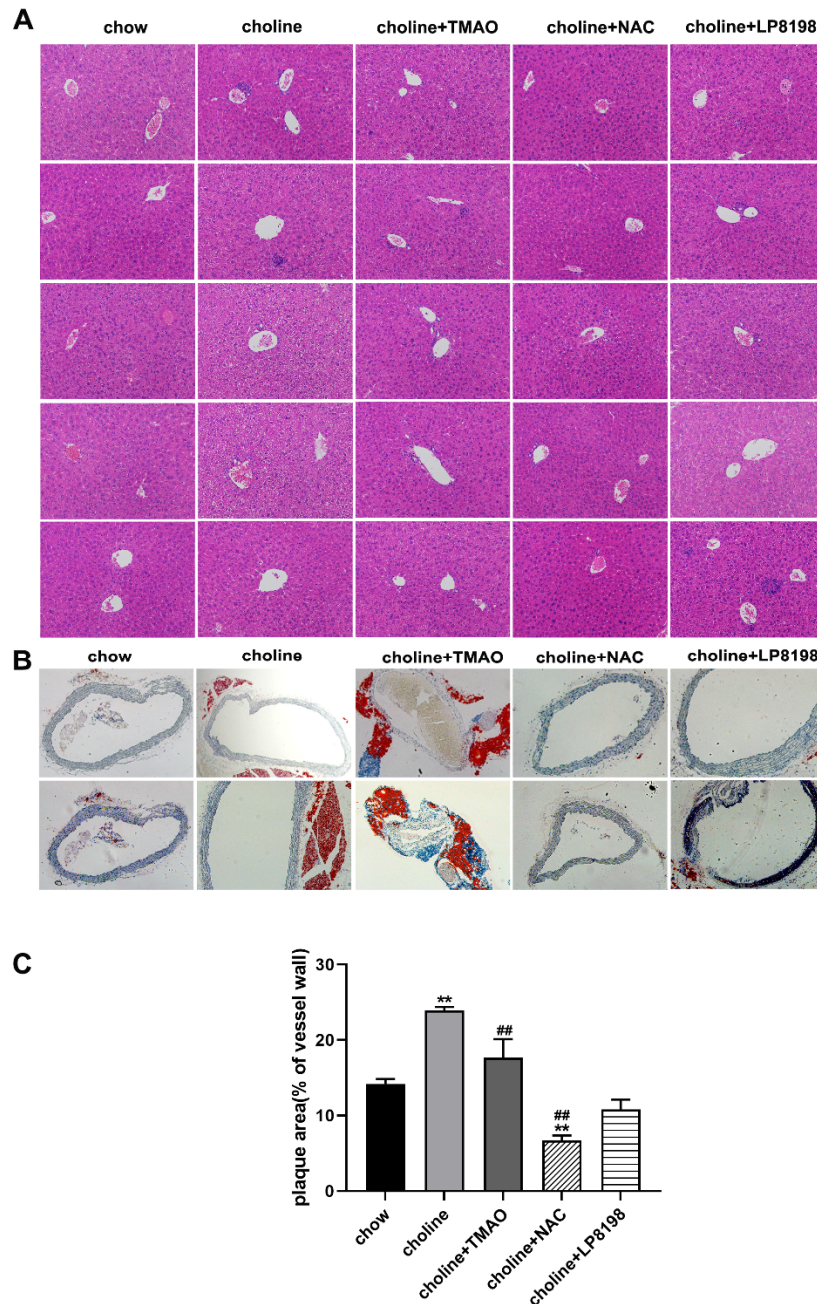 A
chow choline choline+TMAO choline+NAC choline+LP8198
B
chow choline choline+TMAO choline+NAC choline+LP8198
C
plaque area(% of vessel wall)
30
20
10
0
**
##
##
**
chow
choline
choline+TMAO
choline+NAC
choline+LP8198